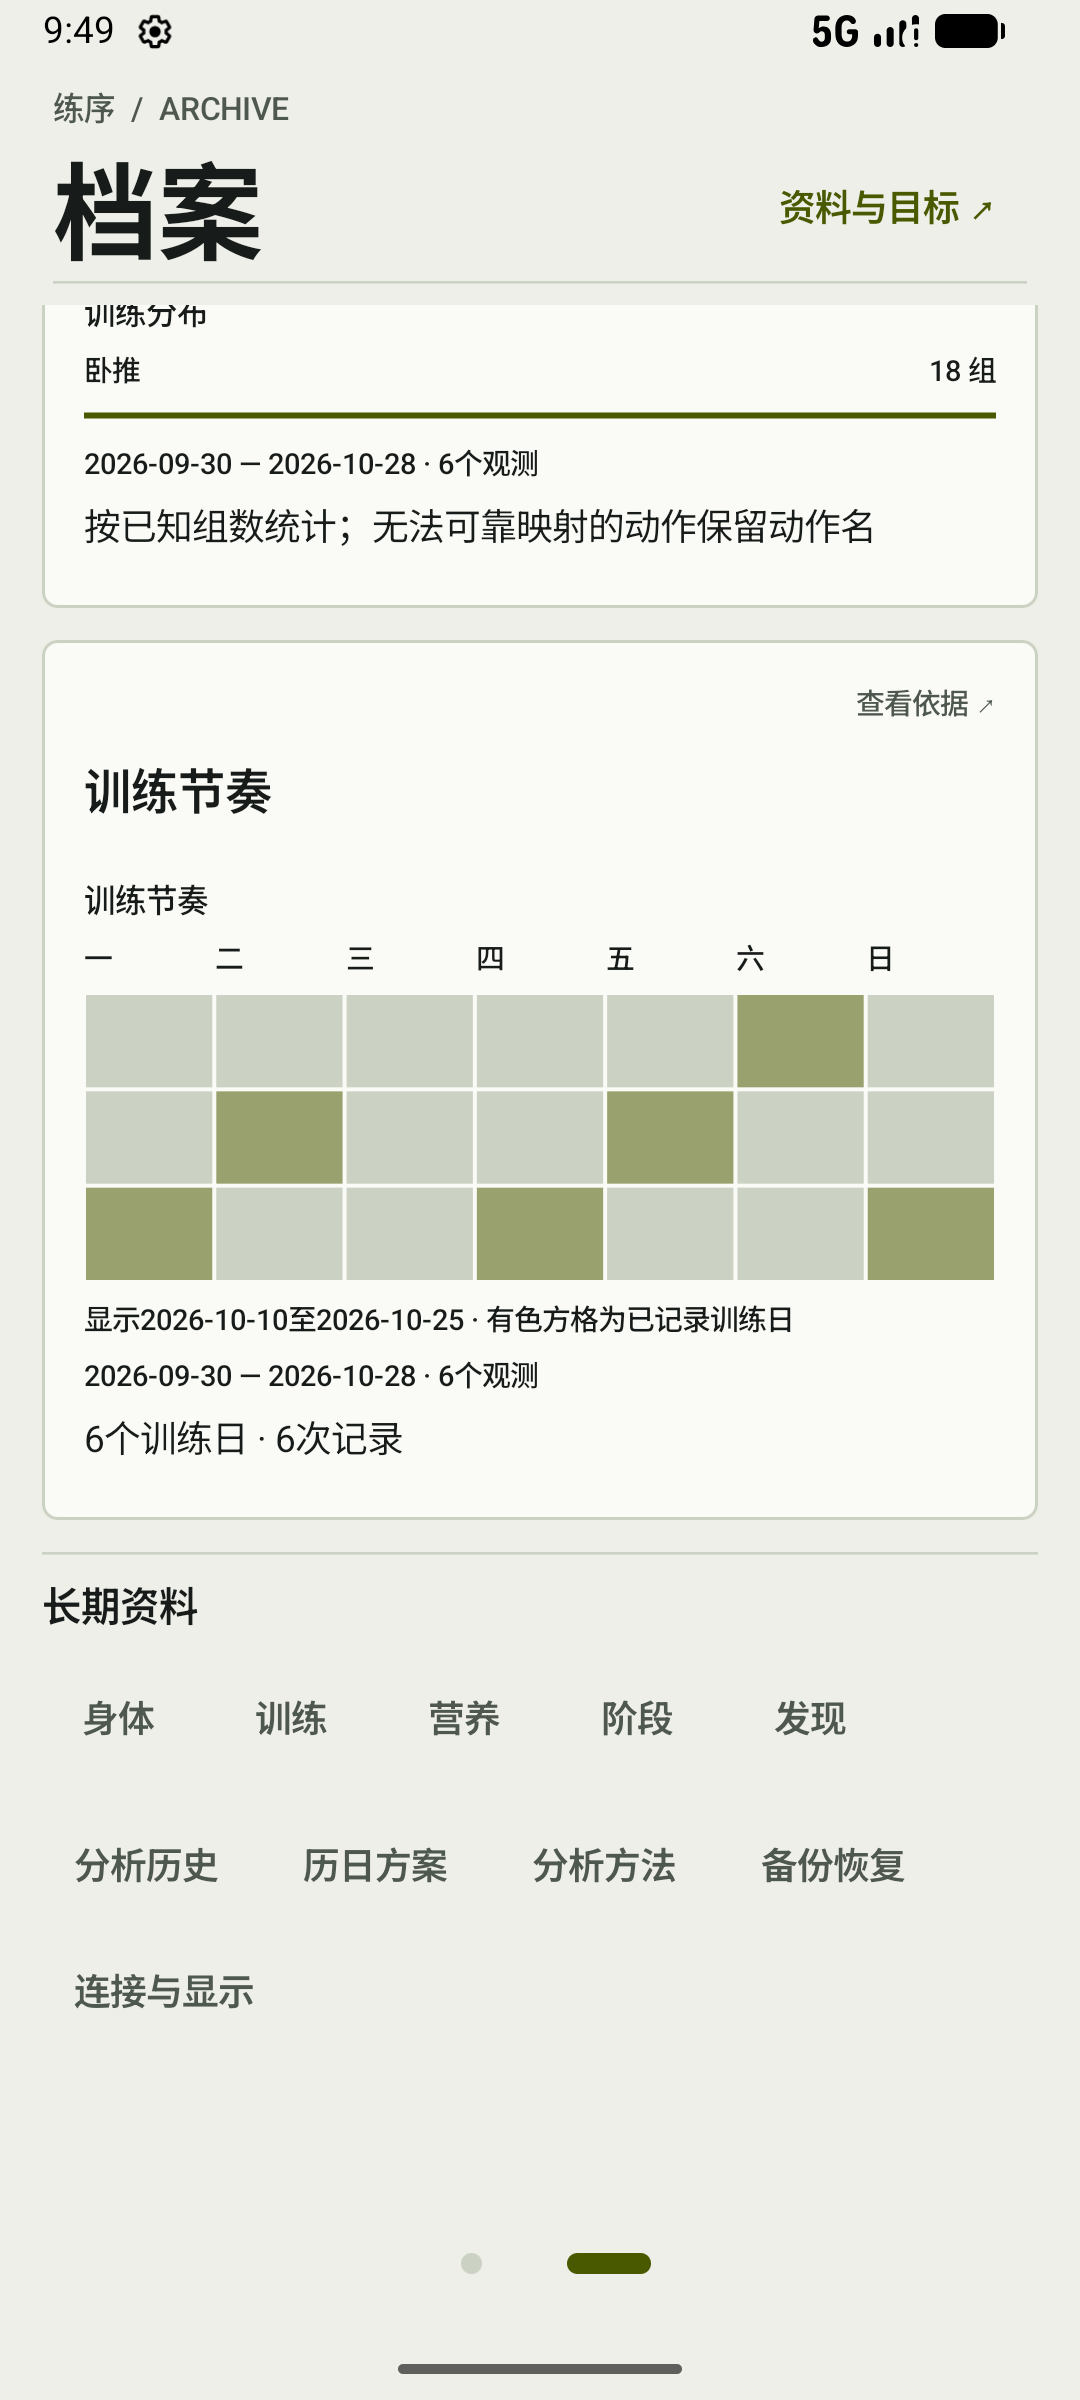 9:49
5G
练序 / ARCHIVE
档案
资料与目标 ↗
训练分布
卧推 18 组
2026-09-30 — 2026-10-28 · 6个观测
按已知组数统计；无法可靠映射的动作保留动作名
查看依据 ↗
训练节奏
训练节奏
一 二 三 四 五 六 日
显示2026-10-10至2026-10-25 · 有色方格为已记录训练日
2026-09-30 — 2026-10-28 · 6个观测
6个训练日 · 6次记录
长期资料
身体 训练 营养 阶段 发现
分析历史 历日方案 分析方法 备份恢复
连接与显示